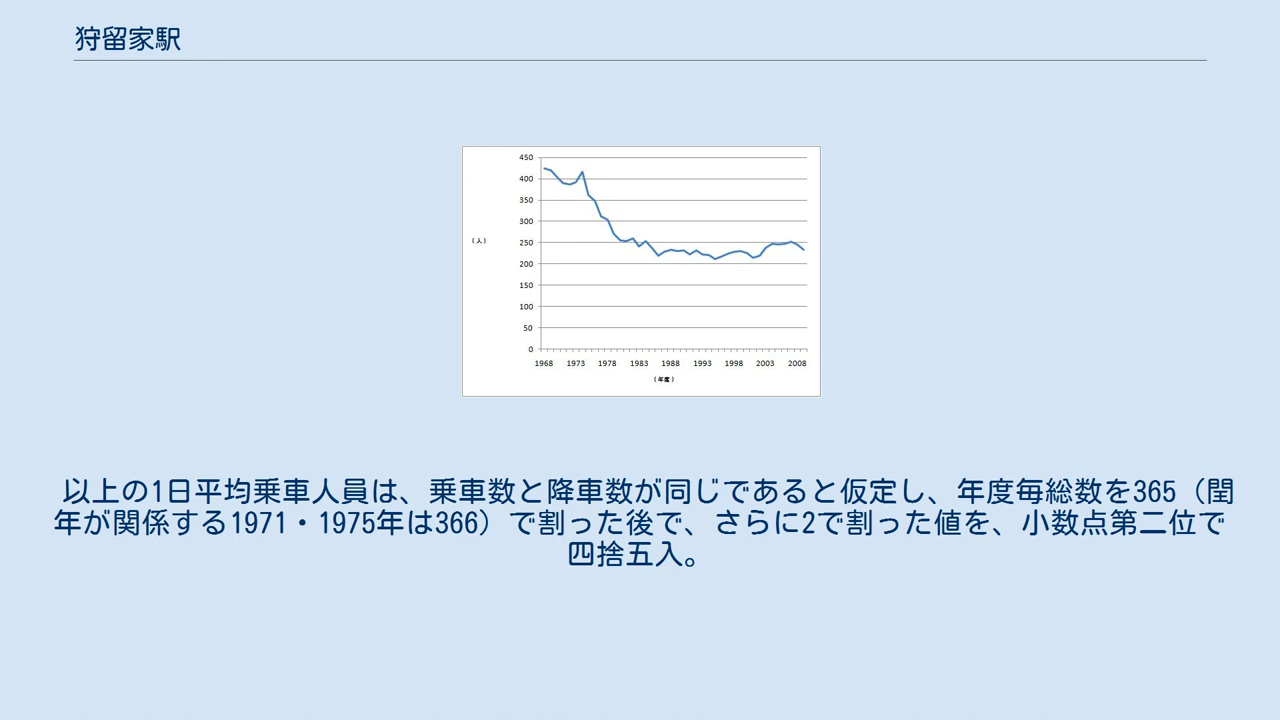 狩留家駅
450
400
350
300
250
200
150
100
50
0
(人)
1968 1973 1978 1983 1988 1993 1998 2003 2008
(年度)
以上の1日平均乗車人員は、乗車数と降車数が同じであると仮定し、年度毎総数を365（閏
年が関係する1971・1975年は366）で割った後で、さらに2で割った値を、小数点第二位で
四捨五入。